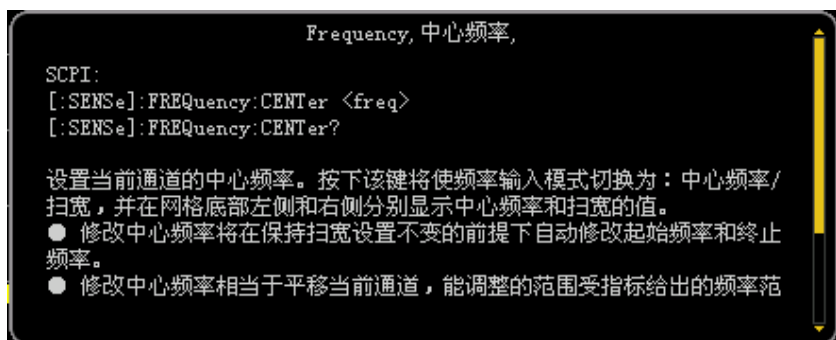 Frequency, 中心频率,
SCPI:
[:SENSe]:FREQuency:CENTer <freq>
[:SENSe]:FREQuency:CENTer?
设置当前通道的中心频率。按下该键将使频率输入模式切换为：中心频率/
扫宽，并在网格底部左侧和右侧分别显示中心频率和扫宽的值。
● 修改中心频率将在保持扫宽设置不变的前提下自动修改起始频率和终止
频率。
● 修改中心频率相当于平移当前通道，能调整的范围受指标给出的频率范